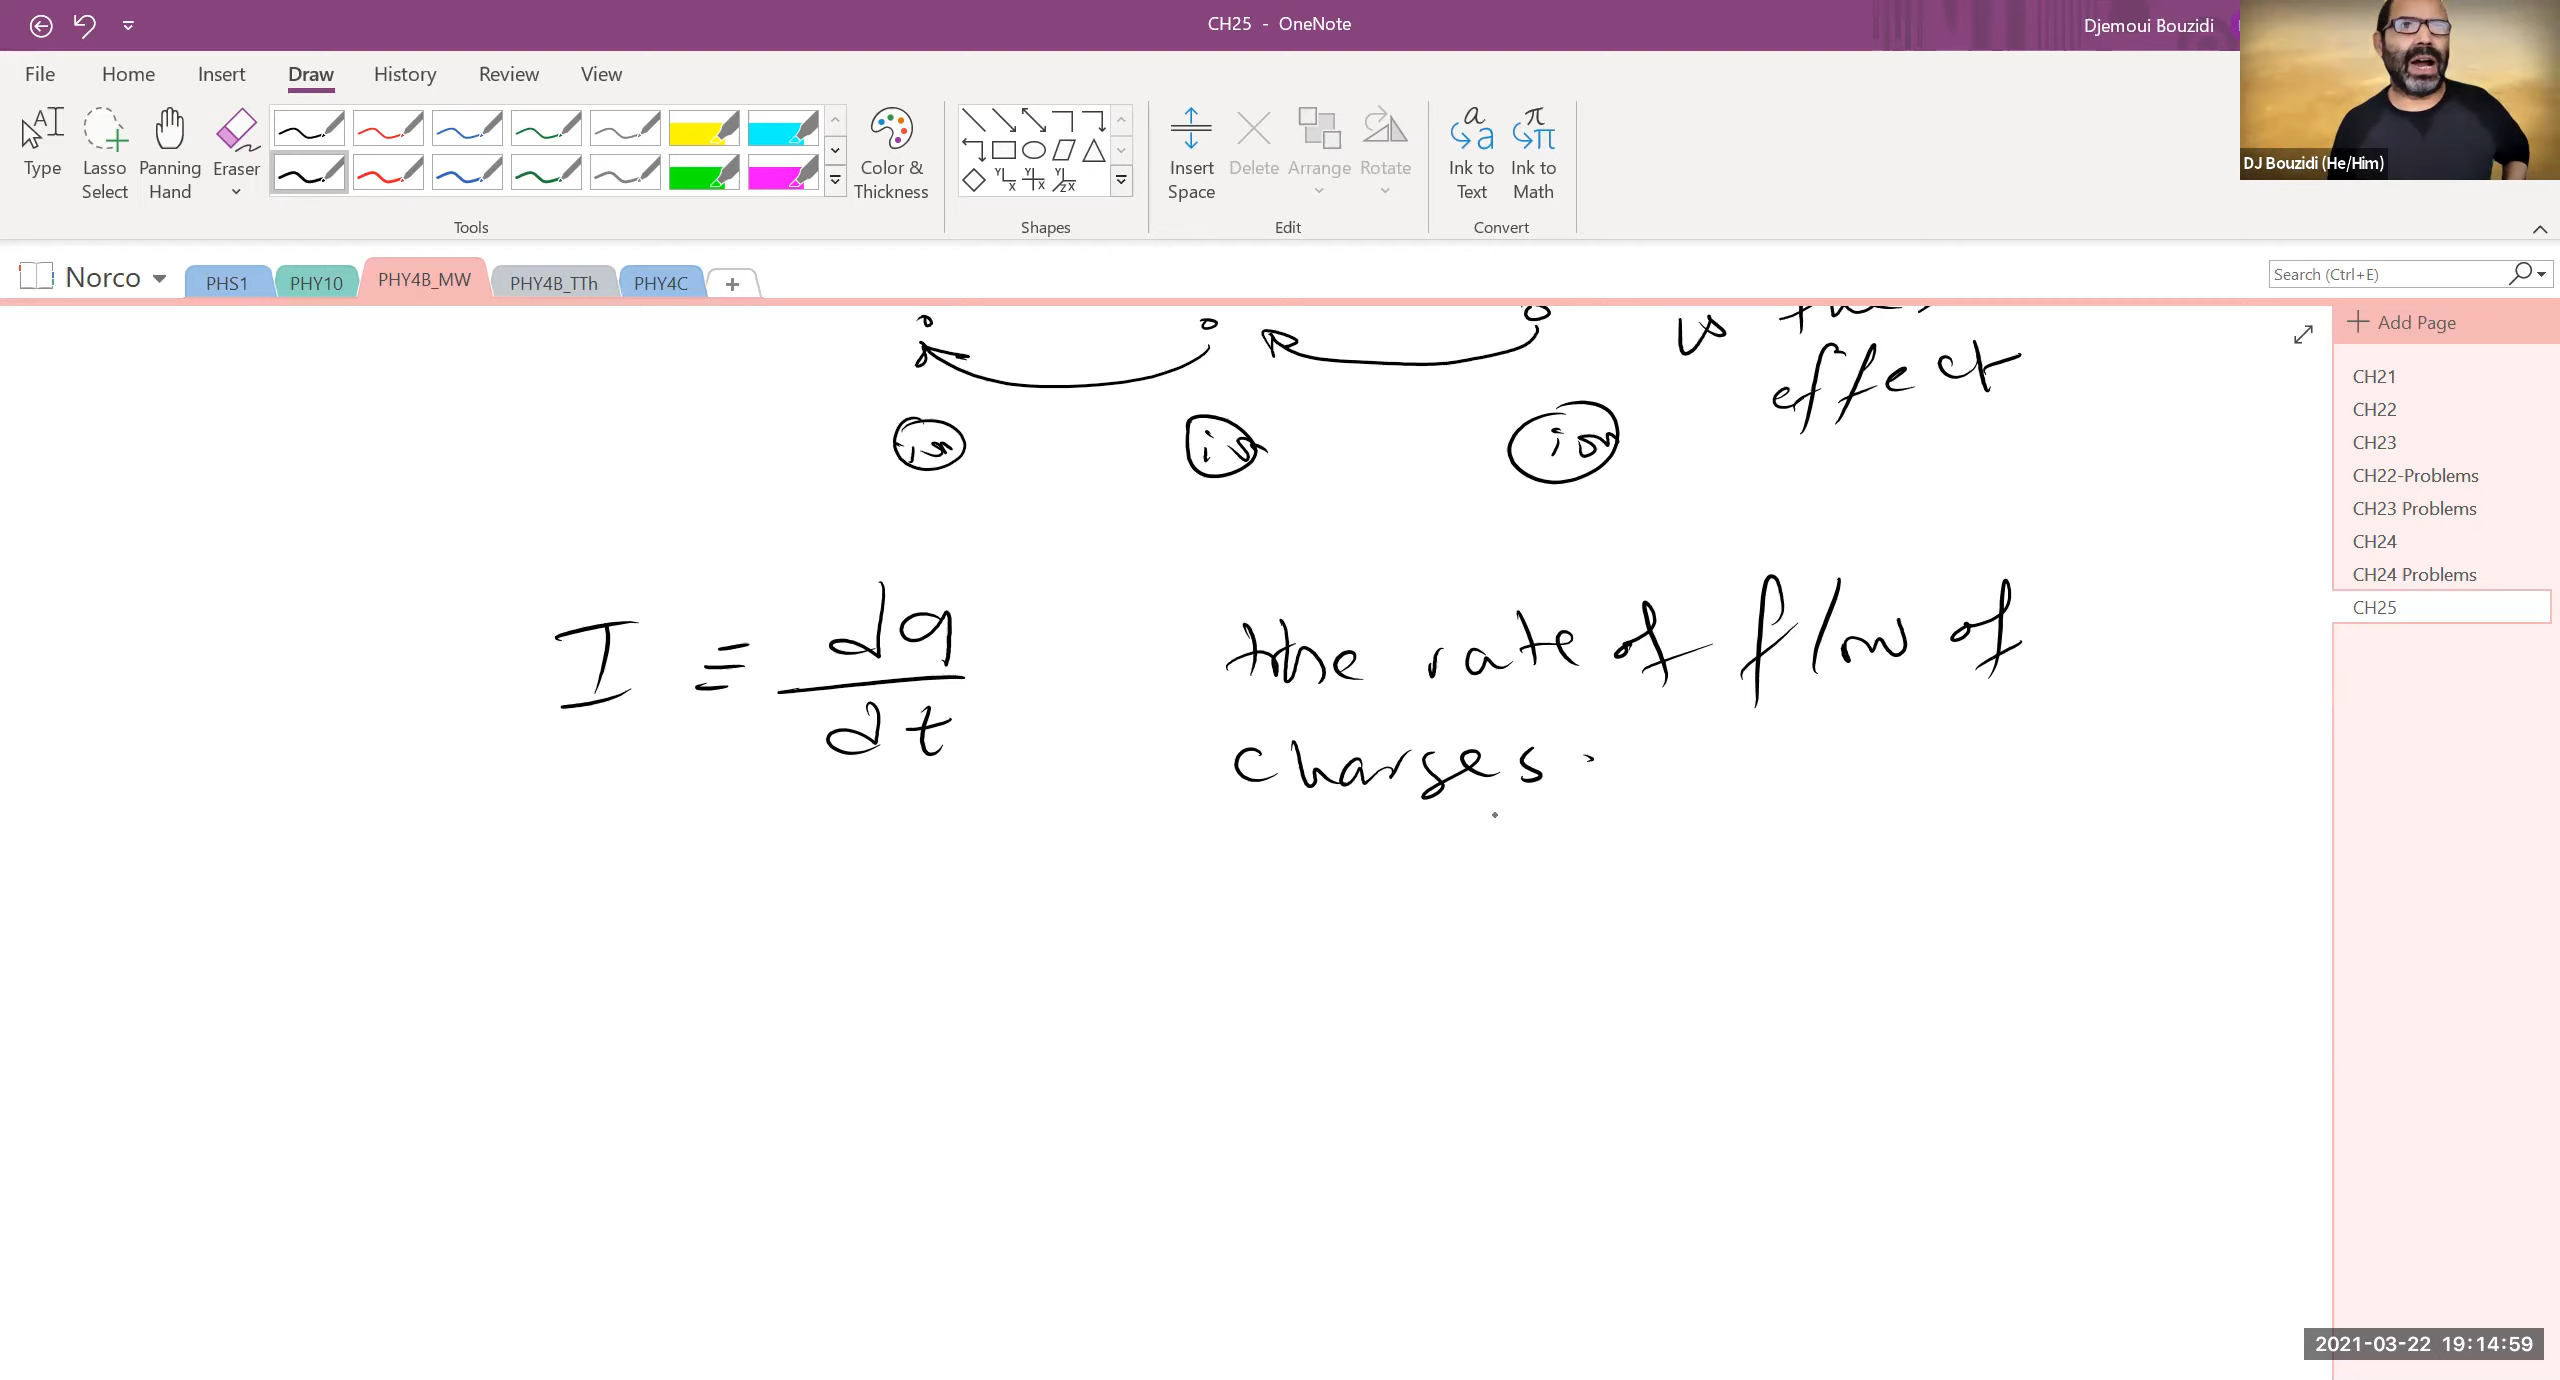 CH25 - OneNote
Djemoui Bouzidi
File Home Insert Draw History Review View
Type
Lasso Select
Panning Hand
Eraser
Color & Thickness
Insert Space
Delete
Arrange
Rotate
Ink to Text
Ink to Math
Tools
Shapes
Edit
Convert
DJ Bouzidi (He/Him)
Norco PHS1 PHY10 PHY4B_MW PHY4B_TTh PHY4C +
Search (Ctrl+E)
Add Page
CH21
CH22
CH23
CH22-Problems
CH23 Problems
CH24
CH24 Problems
CH25
is
effect
ion ion ion
I ≡ dq/dt
the rate of flow of
charges.
2021-03-22 19:14:59